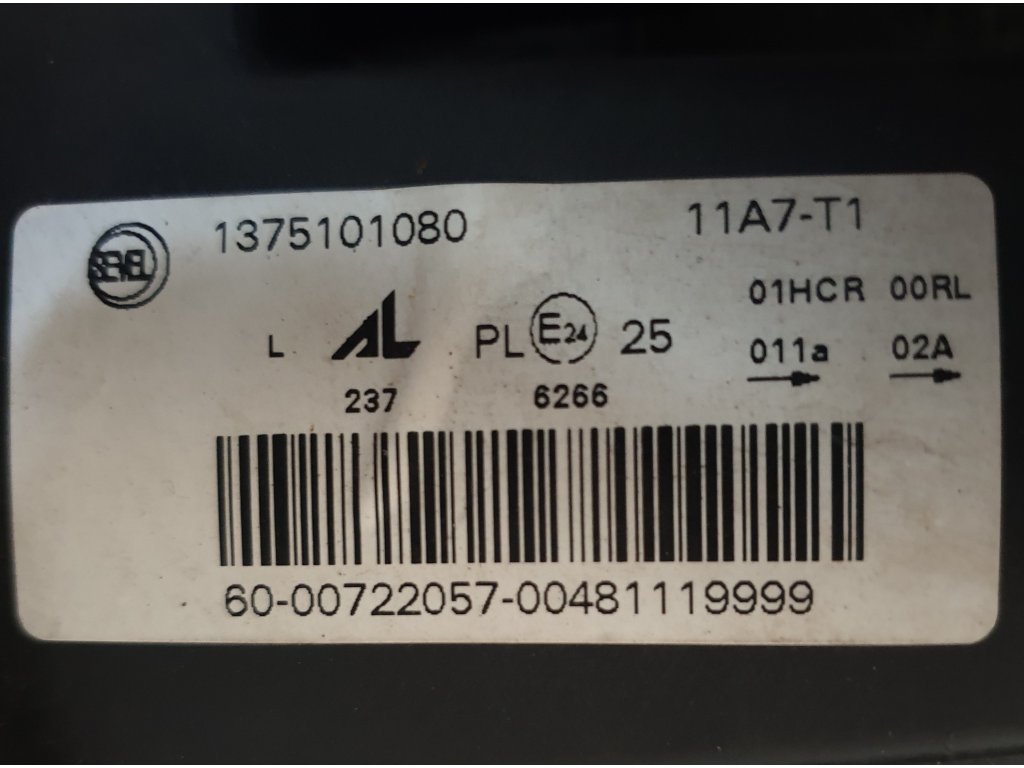 SEVEL 1375101080 11A7-T1
01HCR 00RL
L AL PL E24 25 011a 02A
237 6266
60-00722057-00481119999